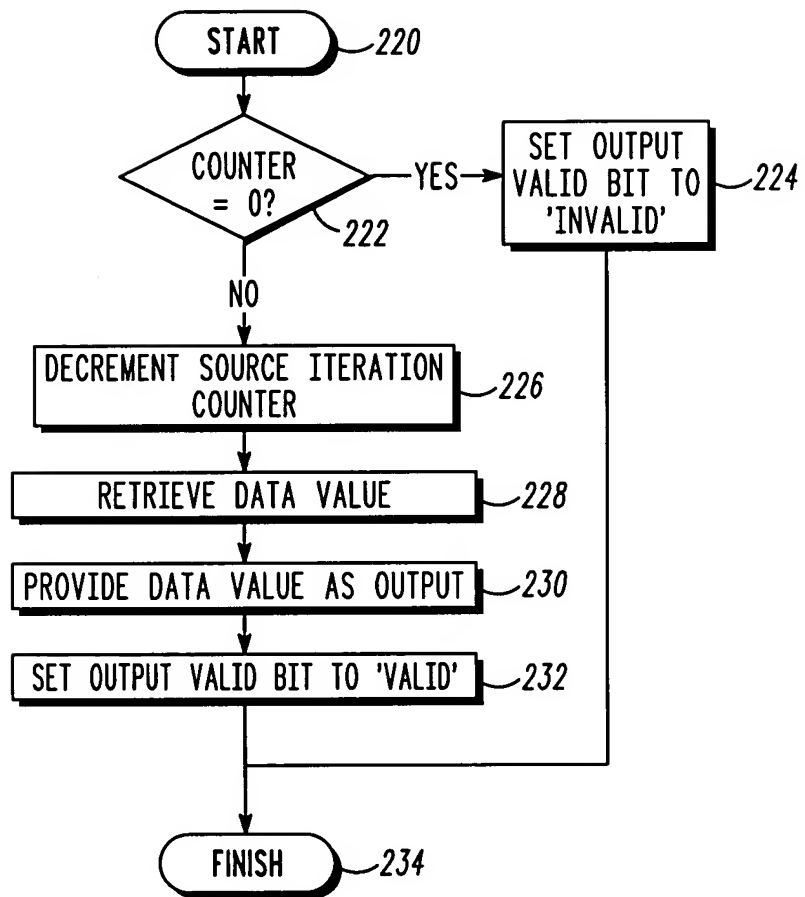 START
220
COUNTER
= 0?
222
YES
SET OUTPUT
VALID BIT TO
'INVALID'
224
NO
DECREMENT SOURCE ITERATION
COUNTER
226
RETRIEVE DATA VALUE
228
PROVIDE DATA VALUE AS OUTPUT
230
SET OUTPUT VALID BIT TO 'VALID'
232
FINISH
234